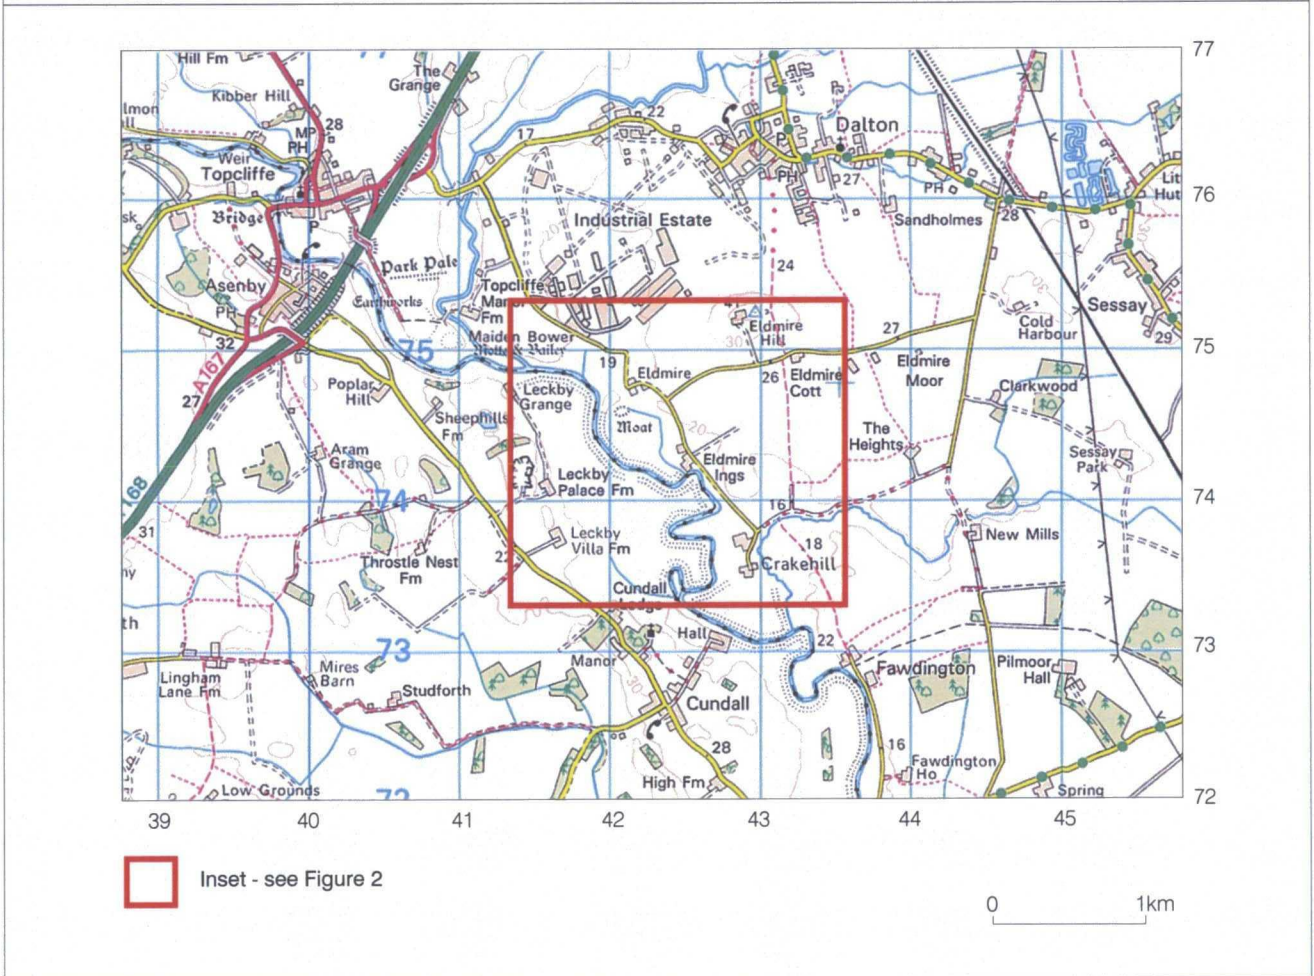 77
Hill Fm
The
Grange
Kibber Hill
MP
28
PH
17
22
Dalton
P
PH
27
PH
Weir
Topcliffe
Bridge
76
Lit
Hut
28
Sandholmes
Industrial Estate
P
Park Pale
24
Asenby
PH
Earthworks
Topcliffe
Manor
Fm
Sessay
29
Cold
Harbour
Eldmire
Hill
30
27
32
75
75
Maiden Bower
Motte & Bailey
19
Eldmire
26
Eldmire
Cott
Eldmire
Moor
A167
27
Poplar
Hill
Leckby
Grange
Clarkwood
Sheephills
Fm
Moat
20
The
Heights
Aram
Grange
Eldmire
Ings
Sessay
Park
Leckby
Palace Fm
74
74
168
31
16
Leckby
Villa Fm
18
New Mills
Throstle Nest
Fm
Crakehill
Cundall
Lodge
73
73
Hall
22
Lingham
Lane Fm
Mires
Barn
Manor
Fawdington
Pilmoor
Hall
Studforth
30
Cundall
28
16
Fawdington
Ho
High Fm
Low Grounds
Spring
72
39
40
41
42
43
44
45
Inset - see Figure 2
0
1km